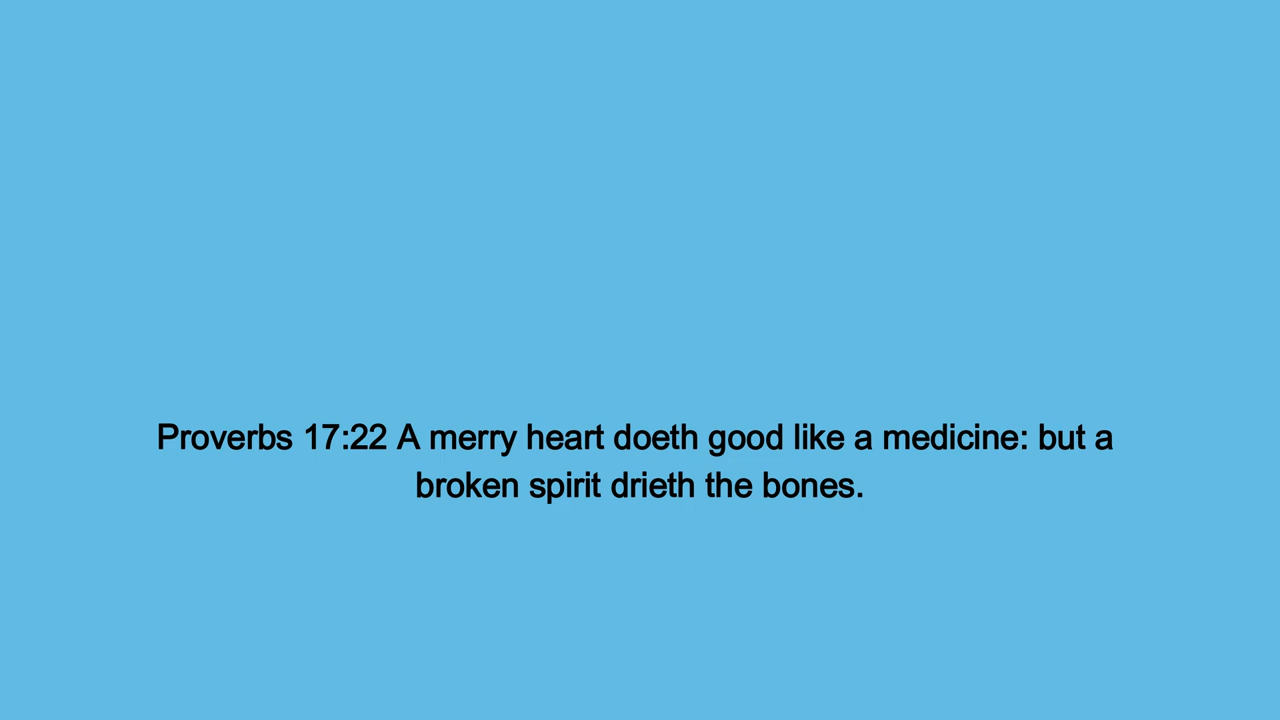 Proverbs 17:22 A merry heart doeth good like a medicine: but a
broken spirit drieth the bones.